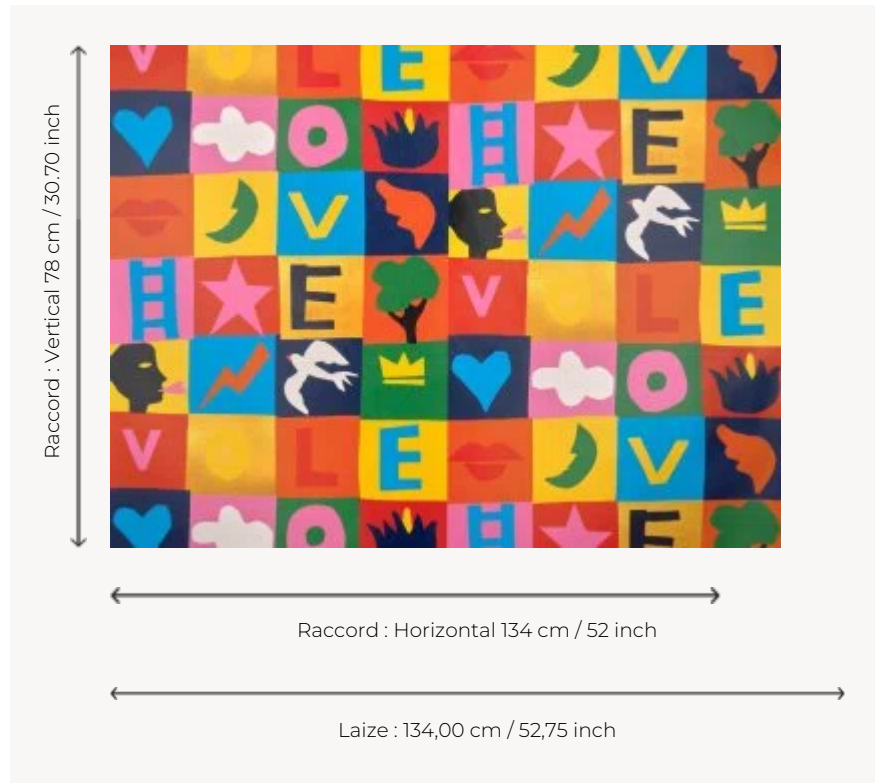 Raccord : Vertical 78 cm / 30.70 inch
V O L E V
O E
V
E V O L E
O
V O L E V
O E
Raccord : Horizontal 134 cm / 52 inch
Laize : 134,00 cm / 52,75 inch